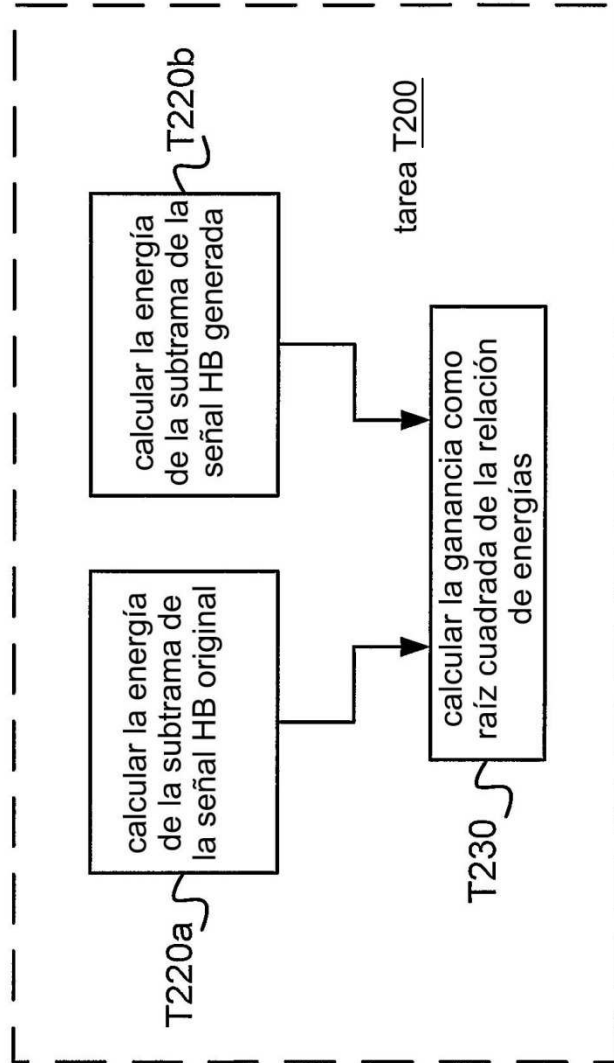 calcular la energía
de la subtrama de
la señal HB original
T220a
calcular la energía
de la subtrama de la
señal HB generada
T220b
calcular la ganancia como
raíz cuadrada de la relación
de energías
T230
tarea T200